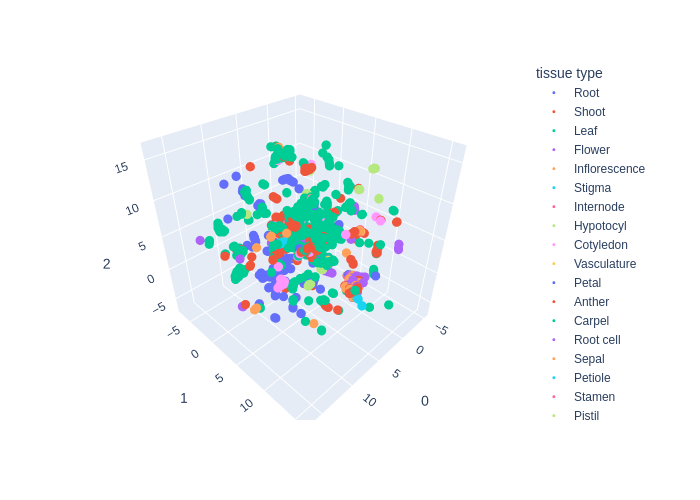 tissue type
Root
Shoot
Leaf
Flower
Inflorescence
Stigma
Internode
Hypotocyl
Cotyledon
Vasculature
Petal
Anther
Carpel
Root cell
Sepal
Petiole
Stamen
Pistil
15
10
5
0
−5
2
−5
0
5
10
1
−5
0
5
10
0